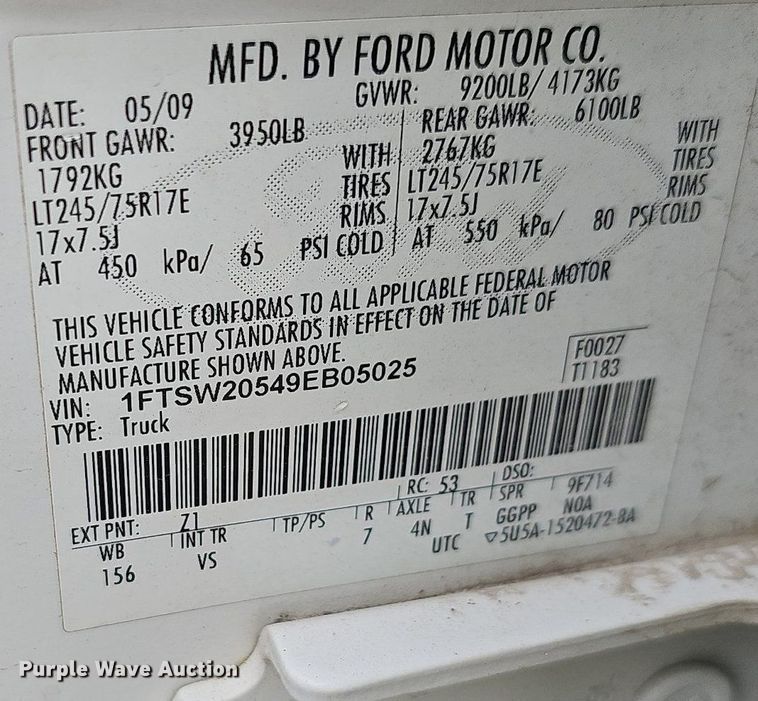 MFD. BY FORD MOTOR CO.
DATE: 05/09 GVWR: 9200LB/ 4173KG
FRONT GAWR: 3950LB REAR GAWR: 6100LB
1792KG WITH 2767KG WITH
LT245/75R17E TIRES LT245/75R17E TIRES
17x7.5J RIMS 17x7.5J RIMS
AT 450 kPa/ 65 PSI COLD AT 550 kPa/ 80 PSI COLD
THIS VEHICLE CONFORMS TO ALL APPLICABLE FEDERAL MOTOR
VEHICLE SAFETY STANDARDS IN EFFECT ON THE DATE OF
MANUFACTURE SHOWN ABOVE.
VIN: 1FTSW20549EB05025 F0027
TYPE: Truck T1183
EXT PNT: Z1 RC: 53 DSO:
WB INT TR TP/PS R AXLE TR SPR 9F714
156 VS 7 4N T GGPP NOA
UTC ▽5U5A-1520472-BA
Purple Wave Auction